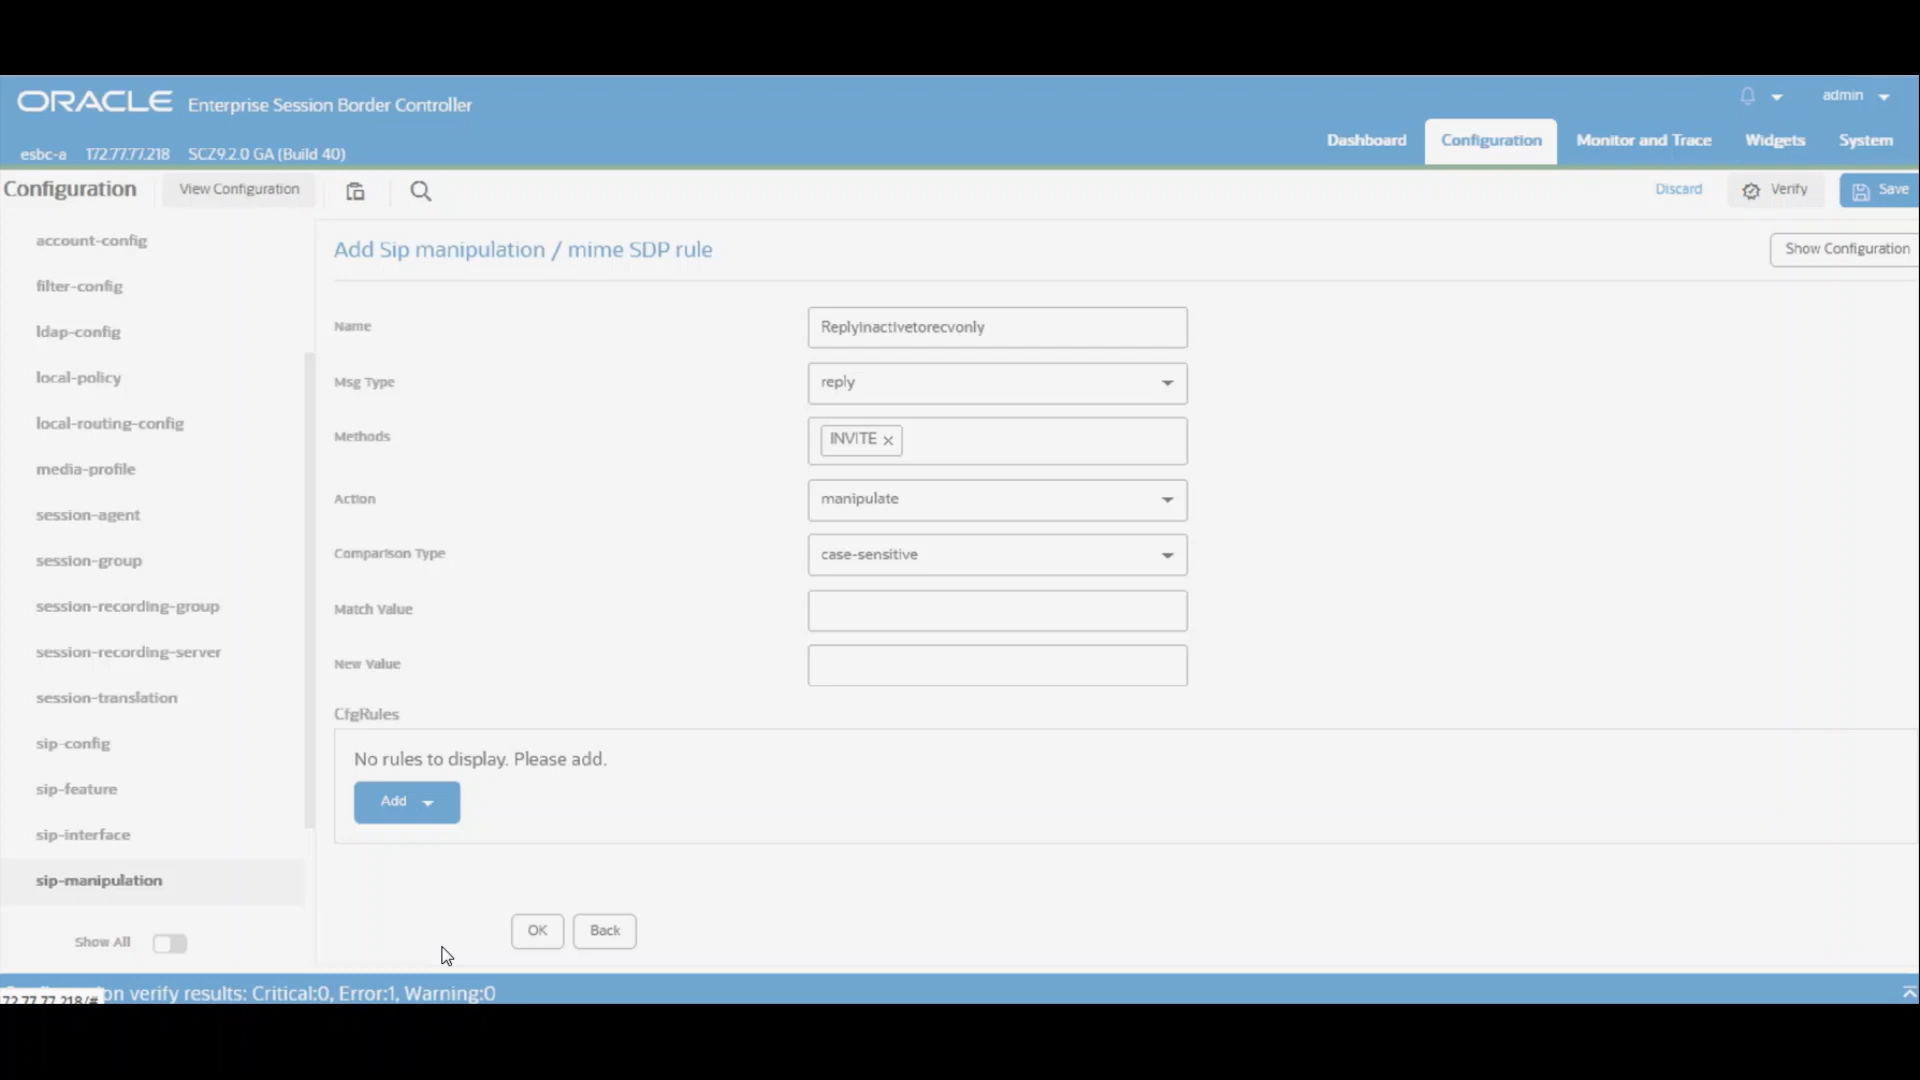 ORACLE Enterprise Session Border Controller
admin
esbc-a 172.77.77.218 SCZ9.2.0 GA (Build 40)
Dashboard Configuration Monitor and Trace Widgets System
Configuration View Configuration Discard Verify Save
account-config
filter-config
ldap-config
local-policy
local-routing-config
media-profile
session-agent
session-group
session-recording-group
session-recording-server
session-translation
sip-config
sip-feature
sip-interface
sip-manipulation
Show All
Add Sip manipulation / mime SDP rule
Show Configuration
Name ReplyInactivetorecvonly
Msg Type reply
Methods INVITE ×
Action manipulate
Comparison Type case-sensitive
Match Value
New Value
CfgRules
No rules to display. Please add.
Add
OK Back
verify results: Critical:0, Error:1, Warning:0
72.77.77.218/#